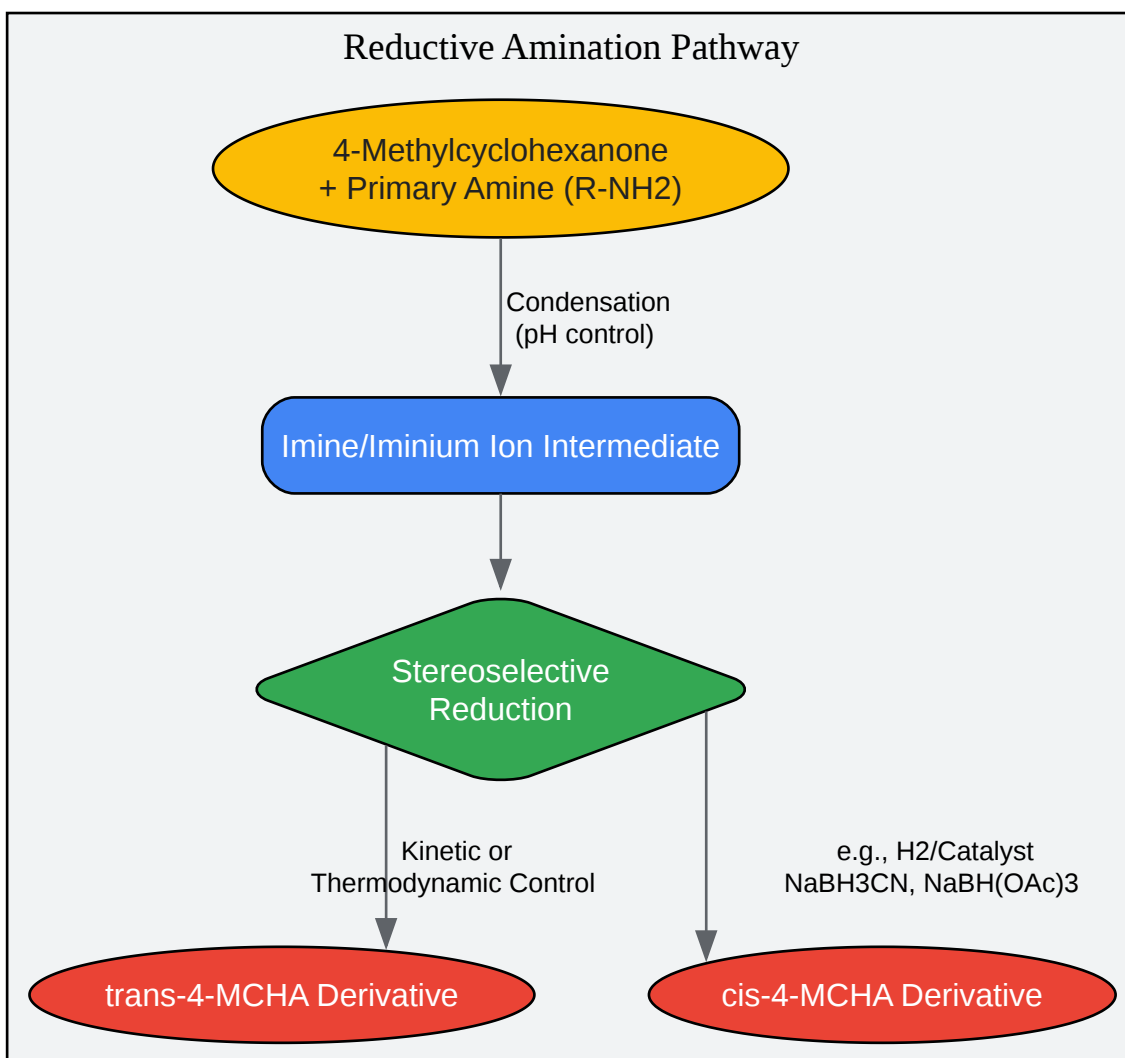 Reductive Amination Pathway
4-Methylcyclohexanone
+ Primary Amine (R-NH2)
Condensation
(pH control)
Imine/Iminium Ion Intermediate
Stereoselective
Reduction
Kinetic or
Thermodynamic Control
e.g., H2/Catalyst
NaBH3CN, NaBH(OAc)3
trans-4-MCHA Derivative
cis-4-MCHA Derivative